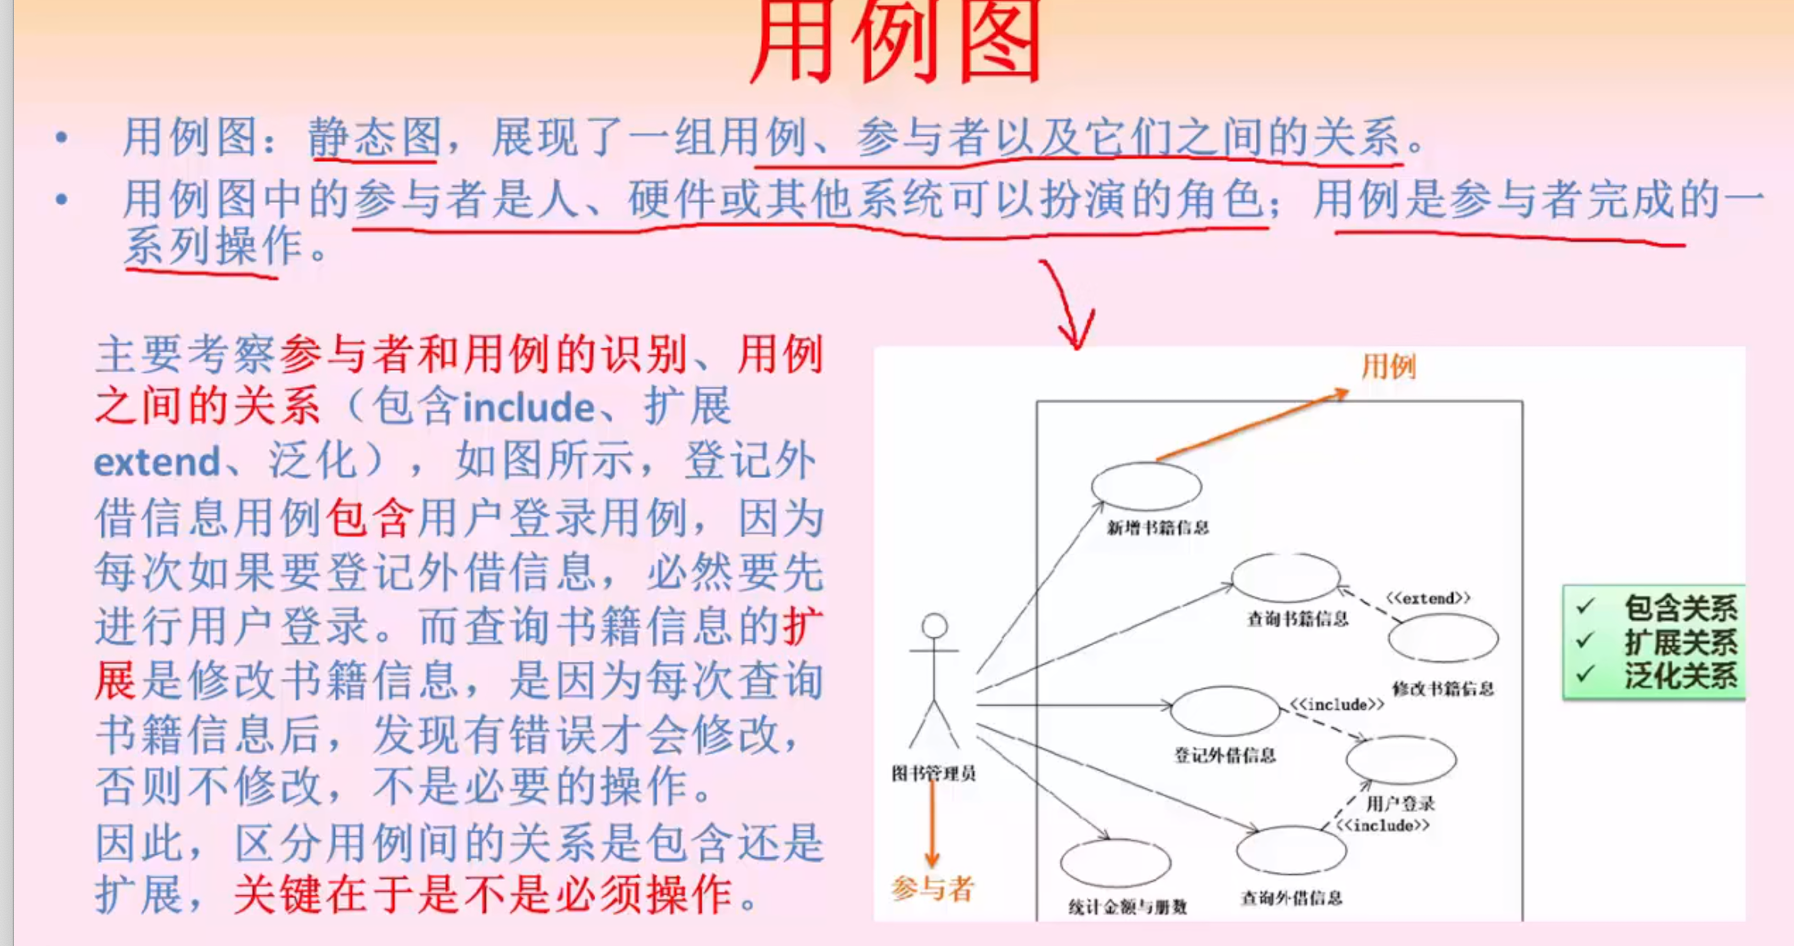 用例图
• 用例图：静态图，展现了一组用例、参与者以及它们之间的关系。
• 用例图中的参与者是人、硬件或其他系统可以扮演的角色；用例是参与者完成的一
系列操作。
主要考察参与者和用例的识别、用例
之间的关系（包含include、扩展
extend、泛化），如图所示，登记外
借信息用例包含用户登录用例，因为
每次如果要登记外借信息，必然要先
进行用户登录。而查询书籍信息的扩
展是修改书籍信息，是因为每次查询
书籍信息后，发现有错误才会修改，
否则不修改，不是必要的操作。
因此，区分用例间的关系是包含还是
扩展，关键在于是不是必须操作。
用例
新增书籍信息
查询书籍信息
<<extend>>
修改书籍信息
<<include>>
登记外借信息
用户登录
<<include>>
查询外借信息
统计金额与册数
图书管理员
参与者
✓ 包含关系
✓ 扩展关系
✓ 泛化关系